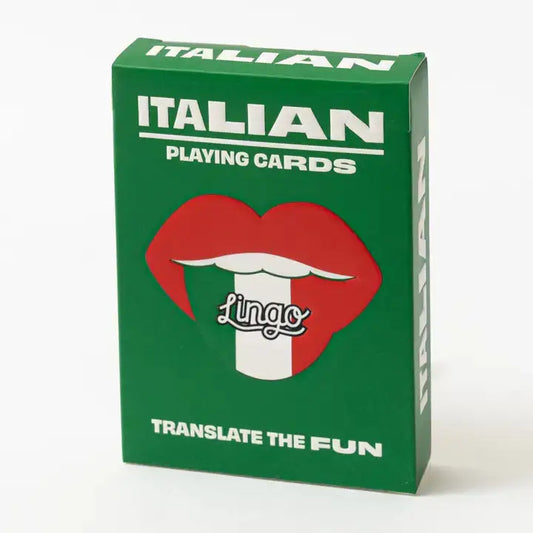 ITALIAN
ITALIAN
PLAYING CARDS
Lingo
TRANSLATE THE FUN
ITALIAN